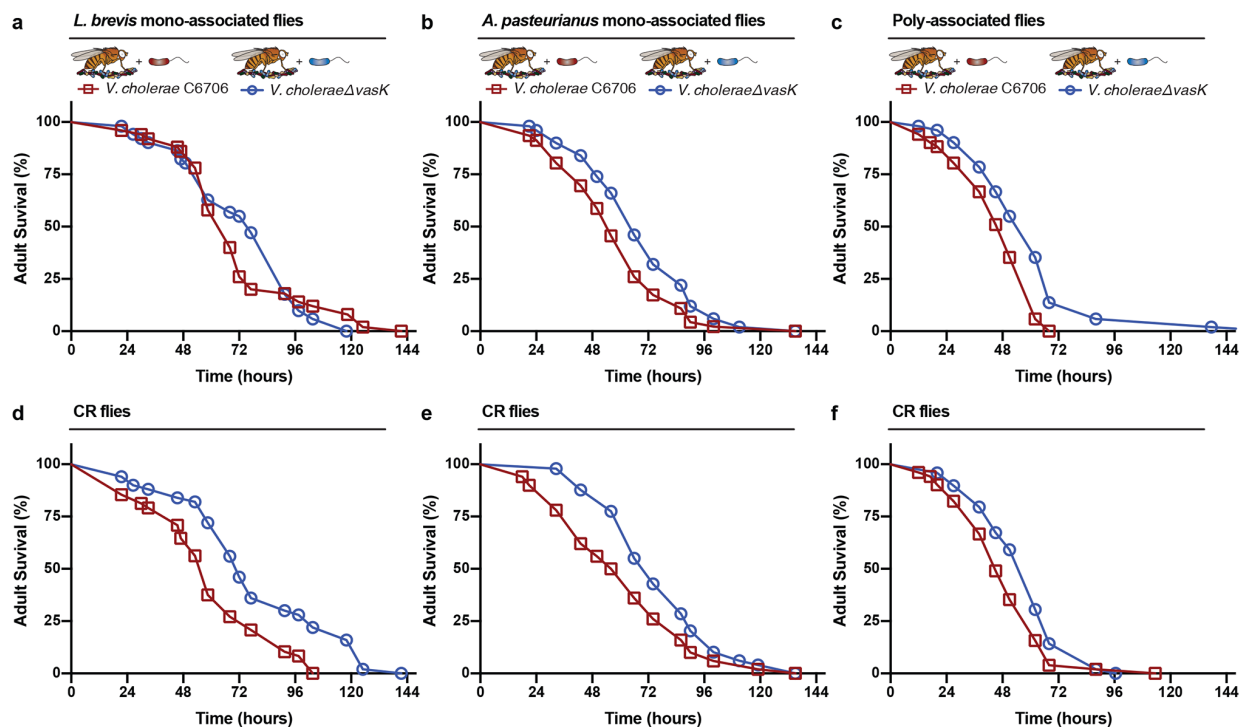 a
L. brevis mono-associated flies
V. cholerae C6706
V. choleraeΔvasK
Adult Suvival (%)
100
75
50
25
0
0 24 48 72 96 120 144
Time (hours)
b
A. pasteurianus mono-associated flies
V. cholerae C6706
V. choleraeΔvasK
Adult Suvival (%)
100
75
50
25
0
0 24 48 72 96 120 144
Time (hours)
c
Poly-associated flies
V. cholerae C6706
V. choleraeΔvasK
Adult Suvival (%)
100
75
50
25
0
0 24 48 72 96 120 144
Time (hours)
d
CR flies
Adult Suvival (%)
100
75
50
25
0
0 24 48 72 96 120 144
Time (hours)
e
CR flies
Adult Suvival (%)
100
75
50
25
0
0 24 48 72 96 120 144
Time (hours)
f
CR flies
Adult Suvival (%)
100
75
50
25
0
0 24 48 72 96 120 144
Time (hours)